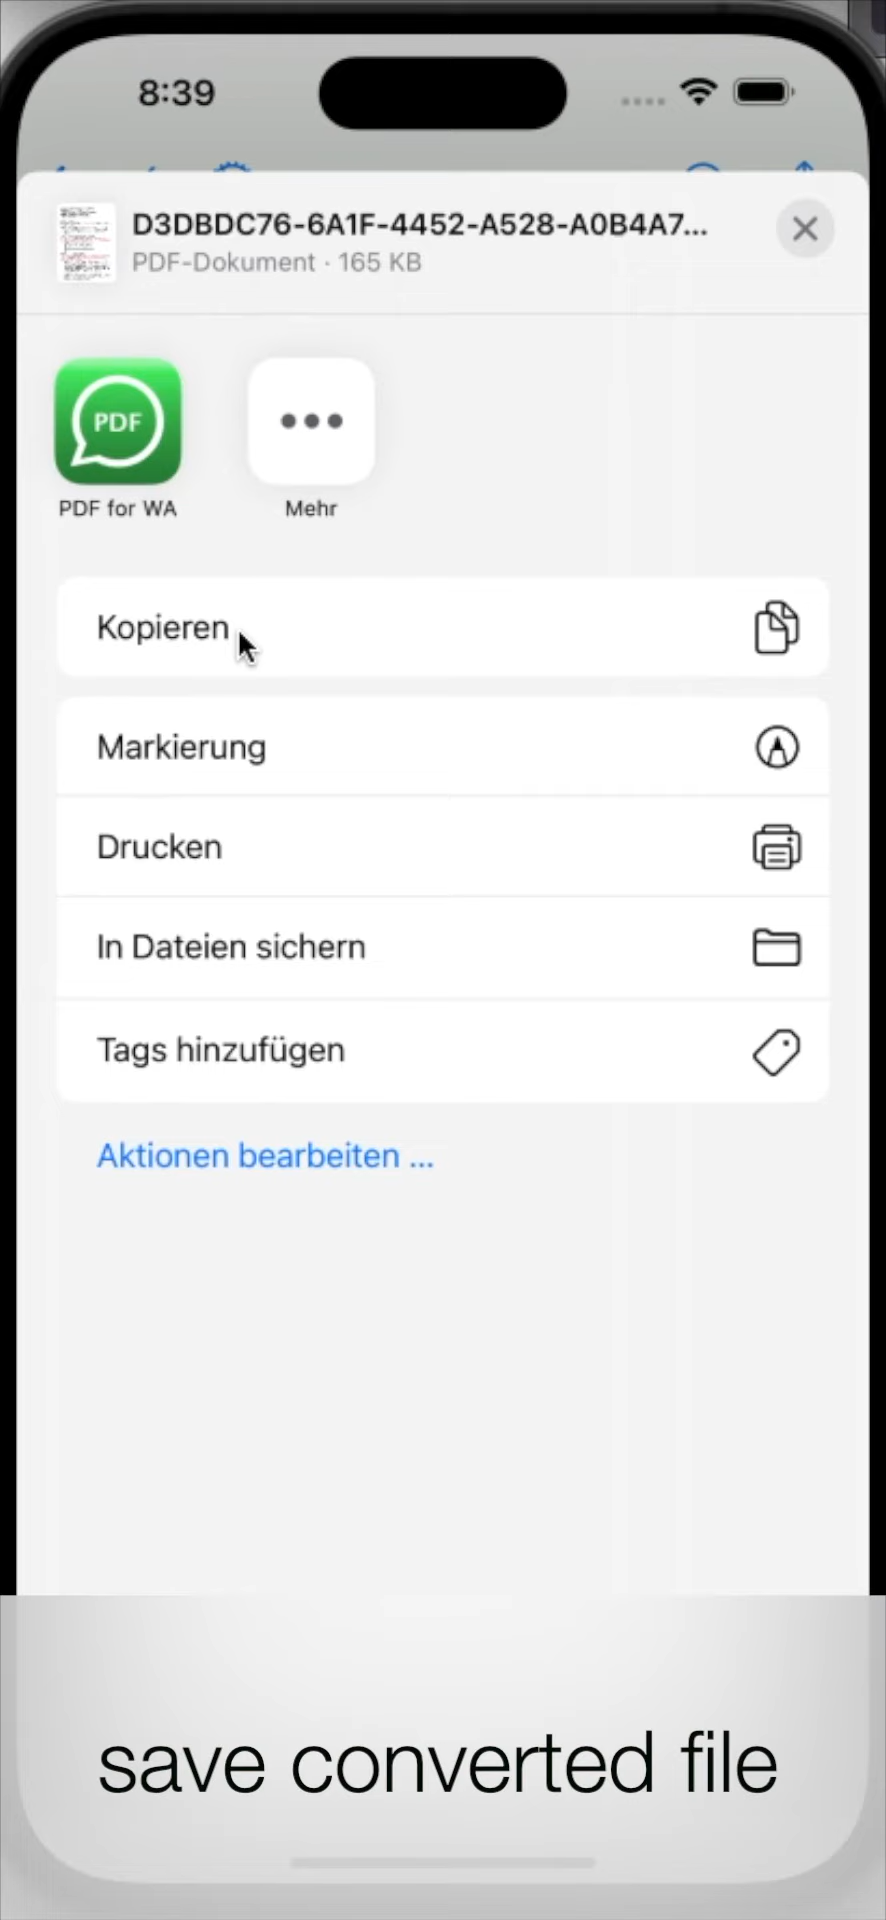 8:39
D3DBDC76-6A1F-4452-A528-A0B4A7...
PDF-Dokument · 165 KB
PDF
PDF for WA
Mehr
Kopieren
Markierung
Drucken
In Dateien sichern
Tags hinzufügen
Aktionen bearbeiten ...
save converted file